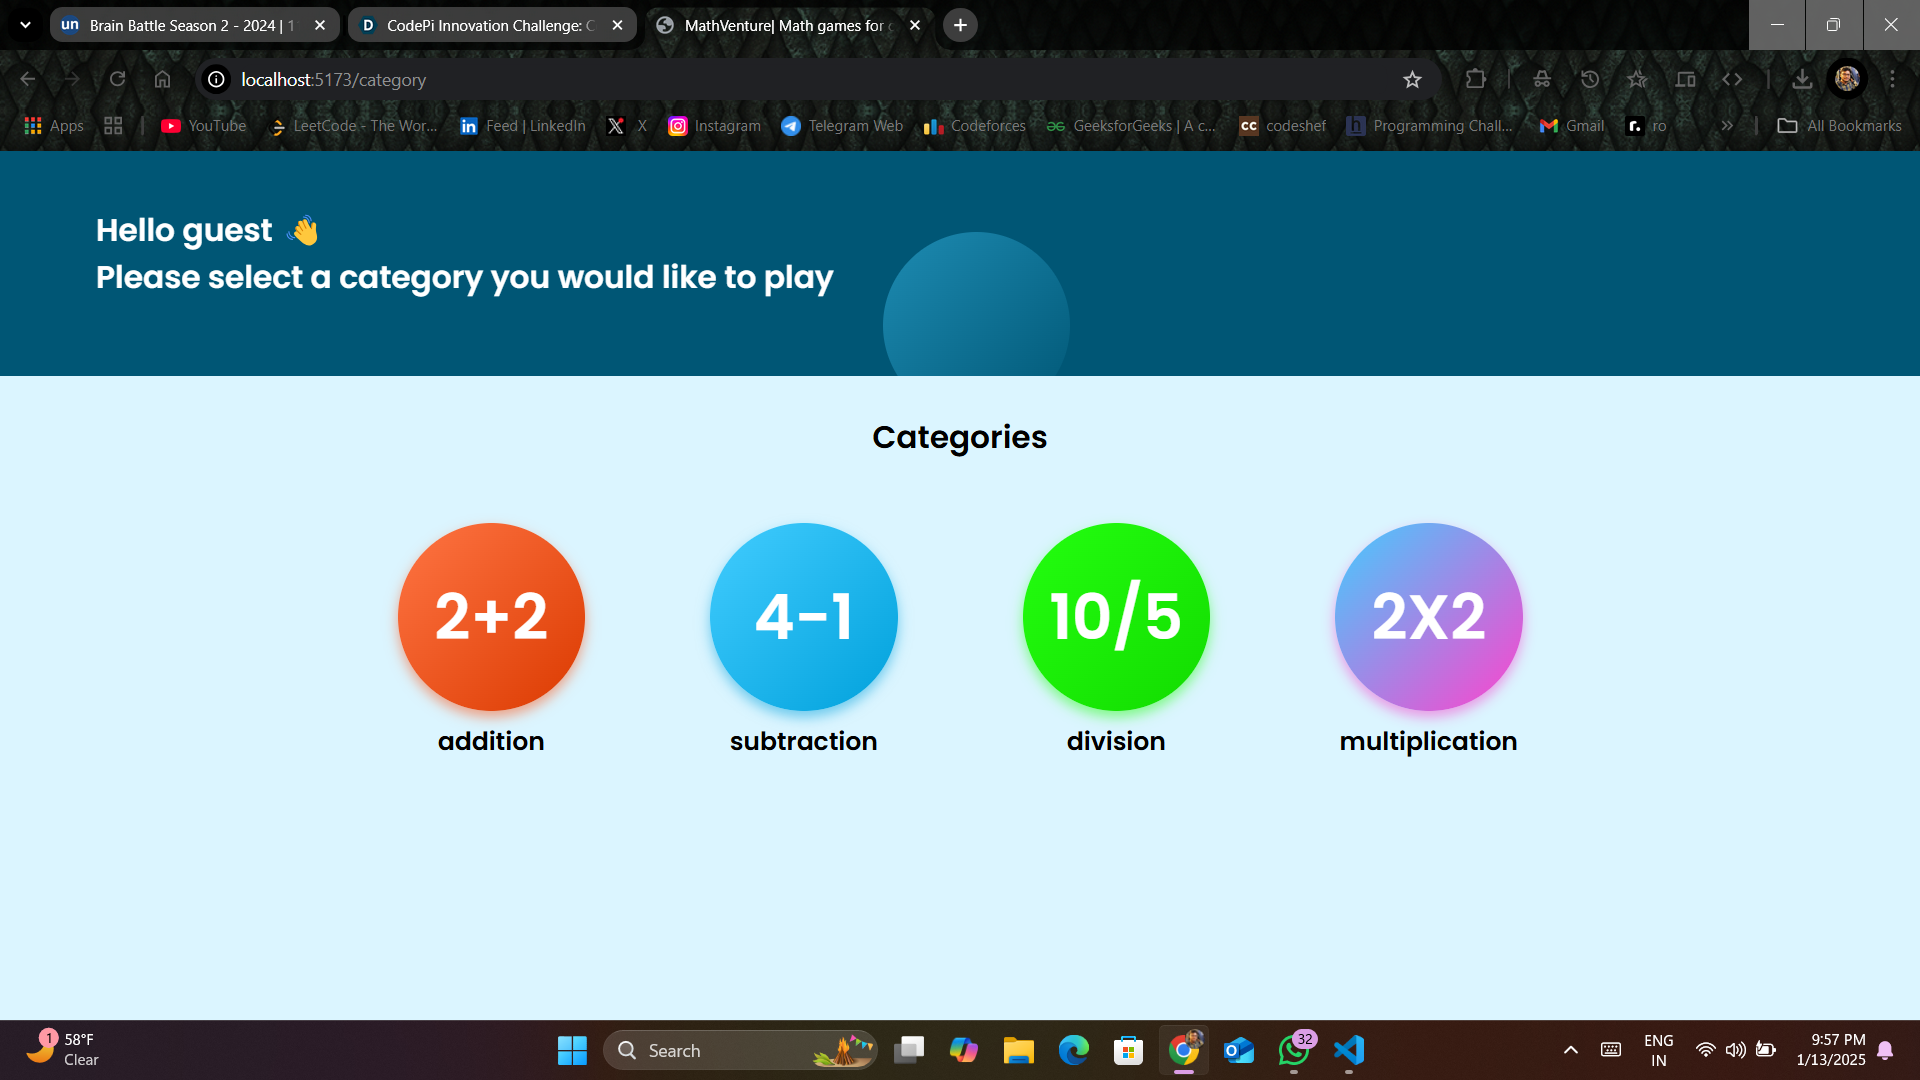 Brain Battle Season 2 - 2024 | 1
CodePi Innovation Challenge: C
MathVenture| Math games for c
localhost:5173/category
Apps
YouTube
LeetCode - The Wor...
Feed | LinkedIn
X
Instagram
Telegram Web
Codeforces
GeeksforGeeks | A c...
codeshef
Programming Chall...
Gmail
ro
All Bookmarks
Hello guest 👋
Please select a category you would like to play
Categories
2+2
4-1
10/5
2X2
addition
subtraction
division
multiplication
1
58°F
Clear
Search
32
ENG
IN
9:57 PM
1/13/2025